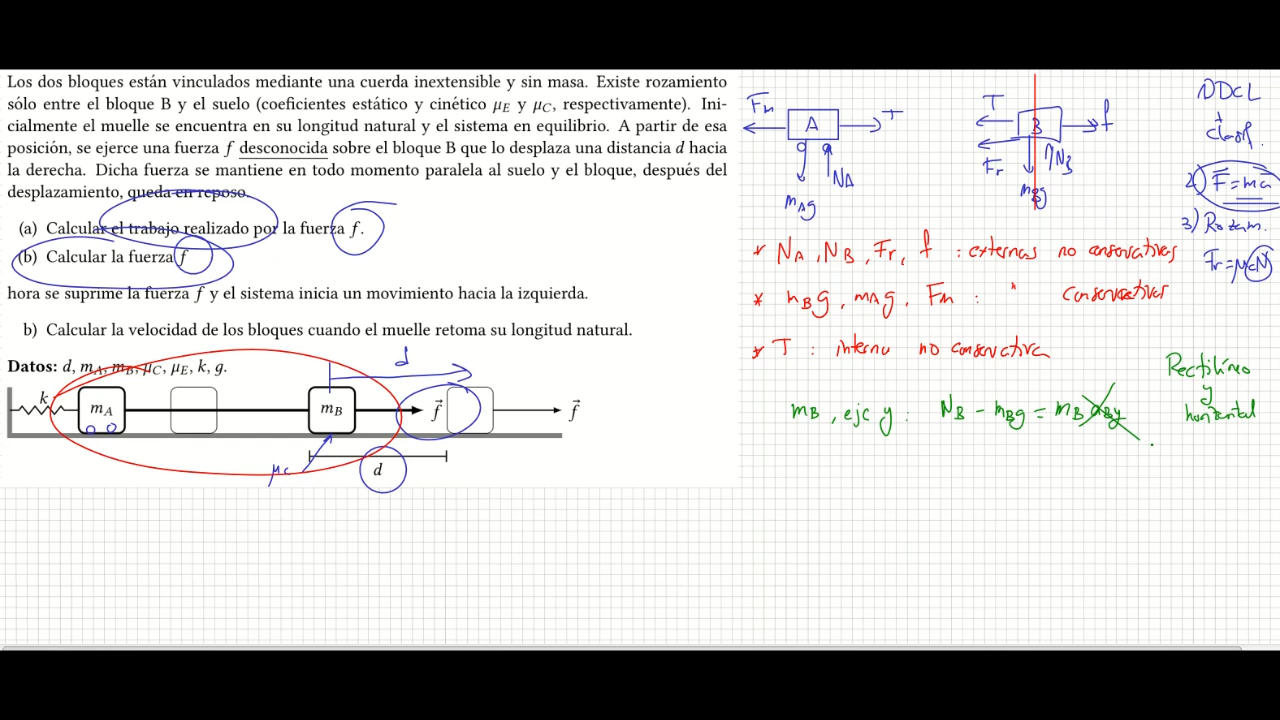 Los dos bloques están vinculados mediante una cuerda inextensible y sin masa. Existe rozamiento
sólo entre el bloque B y el suelo (coeficientes estático y cinético μE y μC, respectivamente). Ini-
cialmente el muelle se encuentra en su longitud natural y el sistema en equilibrio. A partir de esa
posición, se ejerce una fuerza f desconocida sobre el bloque B que lo desplaza una distancia d hacía
la derecha. Dicha fuerza se mantiene en todo momento paralela al suelo y el bloque, después del
desplazamiento, queda en reposo.
(a) Calcular el trabajo realizado por la fuerza f.
(b) Calcular la fuerza f
hora se suprime la fuerza f y el sistema inicia un movimiento hacia la izquierda.
b) Calcular la velocidad de los bloques cuando el muelle retoma su longitud natural.
Datos: d, mA, mB, μC, μE, k, g.
d
k mA mB f f
μc d
Fm A T
NA
mAg
T B f
Fr NB
mBg
DDCL
+
clasif.
2) F = ma
3) Rozam.
Fr = μcN
* NA, NB, Fr, f : externas no conservativas
* mBg, mAg, Fm : " conservativas
* T : interna no conservativa
Rectilíneo
y
horizontal
mB, eje y : NB - mBg = mB aBy